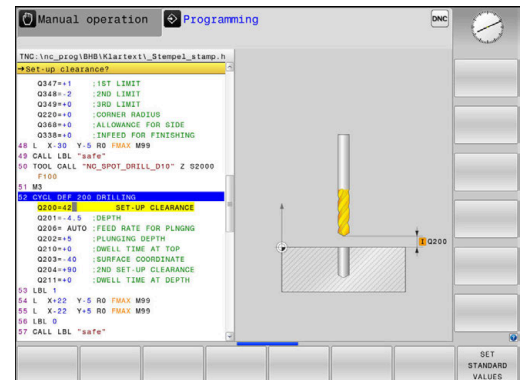 Manual operation
Programming
DNC
TNC:\nc_prog\BHB\Klartext\_Stempel_stamp.h
→Set-up clearance?
Q347=+1 ;1ST LIMIT
Q348=-2 ;2ND LIMIT
Q349=+0 ;3RD LIMIT
Q220=+0 ;CORNER RADIUS
Q368=+0 ;ALLOWANCE FOR SIDE
Q338=+0 ;INFEED FOR FINISHING
48 L X-30 Y-5 R0 FMAX M99
49 CALL LBL "safe"
50 TOOL CALL "NC_SPOT_DRILL_D10" Z S2000
F100
51 M3
52 CYCL DEF 200 DRILLING
Q200=42 SET-UP CLEARANCE
Q201=-4.5 ;DEPTH
Q206= AUTO ;FEED RATE FOR PLNGNG
Q202=+5 ;PLUNGING DEPTH
Q210=+0 ;DWELL TIME AT TOP
Q203=-40 ;SURFACE COORDINATE
Q204=+90 ;2ND SET-UP CLEARANCE
Q211=+0 ;DWELL TIME AT DEPTH
53 LBL 1
54 L X+22 Y-5 R0 FMAX M99
55 L X-22 Y+5 R0 FMAX M99
56 LBL 0
57 CALL LBL "safe"
I Q200
SET
STANDARD
VALUES